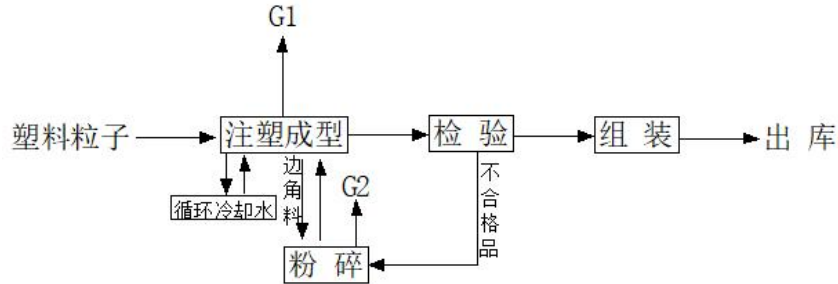 G1
塑料粒子
注塑成型
检 验
组 装
出 库
循环冷却水
边角料
G2
不合格品
粉 碎